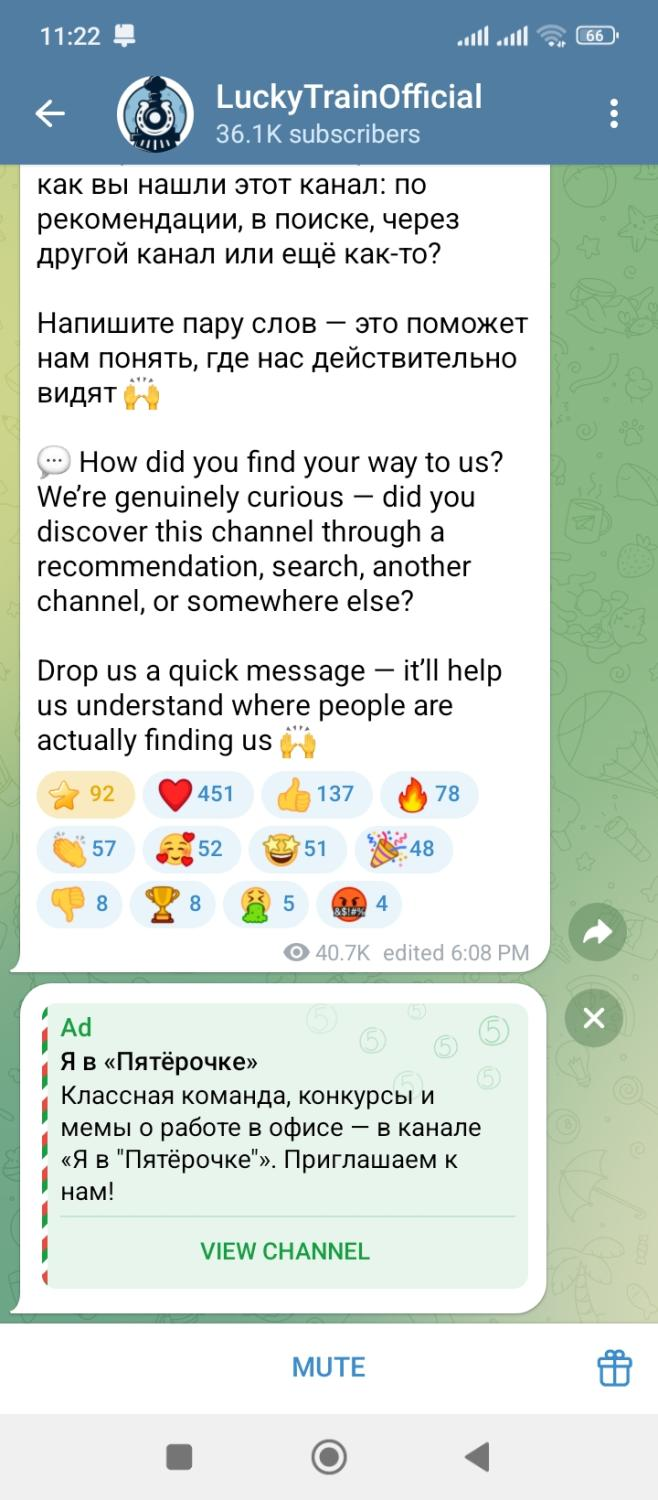 11:22
66
LuckyTrainOfficial
36.1K subscribers
как вы нашли этот канал: по
рекомендации, в поиске, через
другой канал или ещё как-то?
Напишите пару слов — это поможет
нам понять, где нас действительно
видят 🙌
💬 How did you find your way to us?
We’re genuinely curious — did you
discover this channel through a
recommendation, search, another
channel, or somewhere else?
Drop us a quick message — it’ll help
us understand where people are
actually finding us 🙌
⭐ 92 ❤️ 451 👍 137 🔥 78
👏 57 🥰 52 🤩 51 🎉 48
👎 8 🏆 8 🤮 5 🤬 4
40.7K edited 6:08 PM
Ad
Я в «Пятёрочке»
Классная команда, конкурсы и
мемы о работе в офисе — в канале
«Я в "Пятёрочке"». Приглашаем к
нам!
VIEW CHANNEL
MUTE